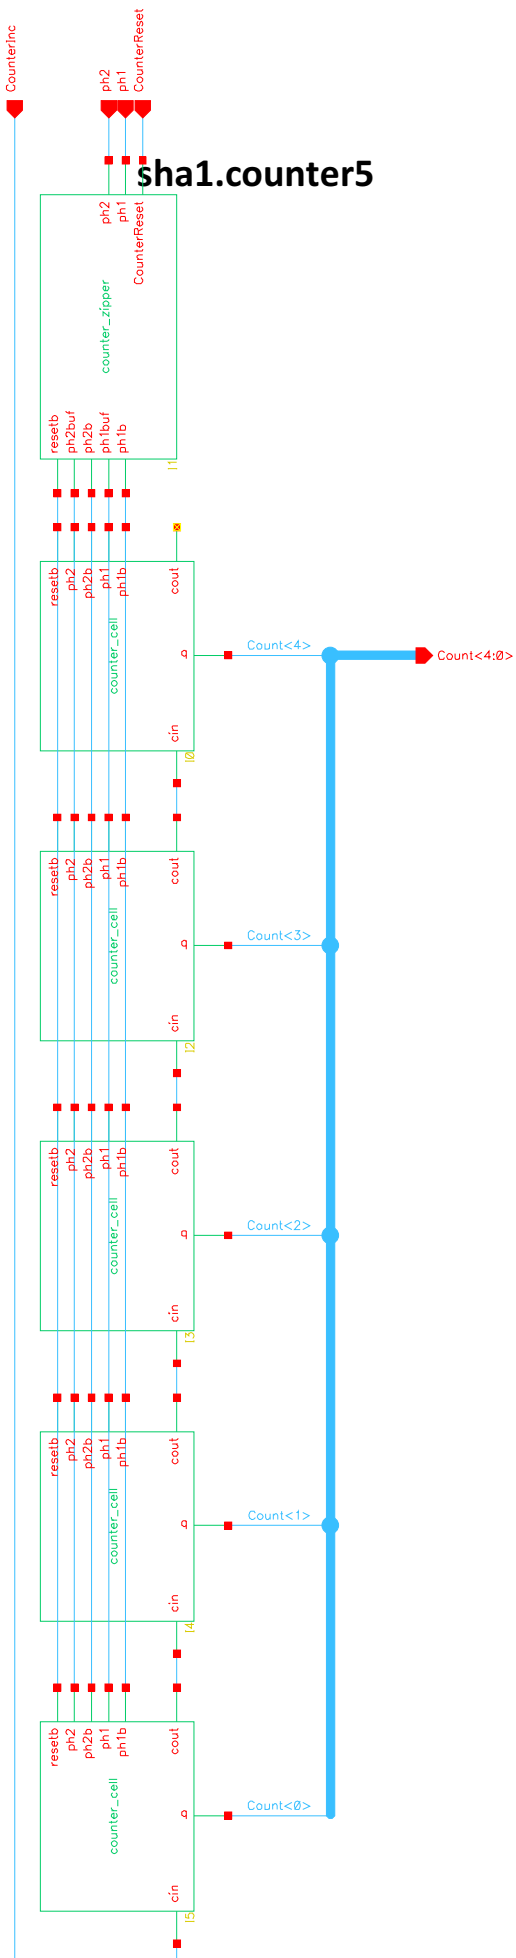 CounterInc
ph2
ph1
CounterReset
sha1.counter5
ph2
ph1
CounterReset
counter_zipper
resetb
ph2buf
ph2b
ph1buf
ph1b
I1
resetb
ph2
ph2b
ph1
ph1b
cout
counter_cell
q
Count<4>
Count<4:0>
cin
I0
resetb
ph2
ph2b
ph1
ph1b
cout
counter_cell
q
Count<3>
cin
I2
resetb
ph2
ph2b
ph1
ph1b
cout
counter_cell
q
Count<2>
cin
I3
resetb
ph2
ph2b
ph1
ph1b
cout
counter_cell
q
Count<1>
cin
I4
resetb
ph2
ph2b
ph1
ph1b
cout
counter_cell
q
Count<0>
cin
I5